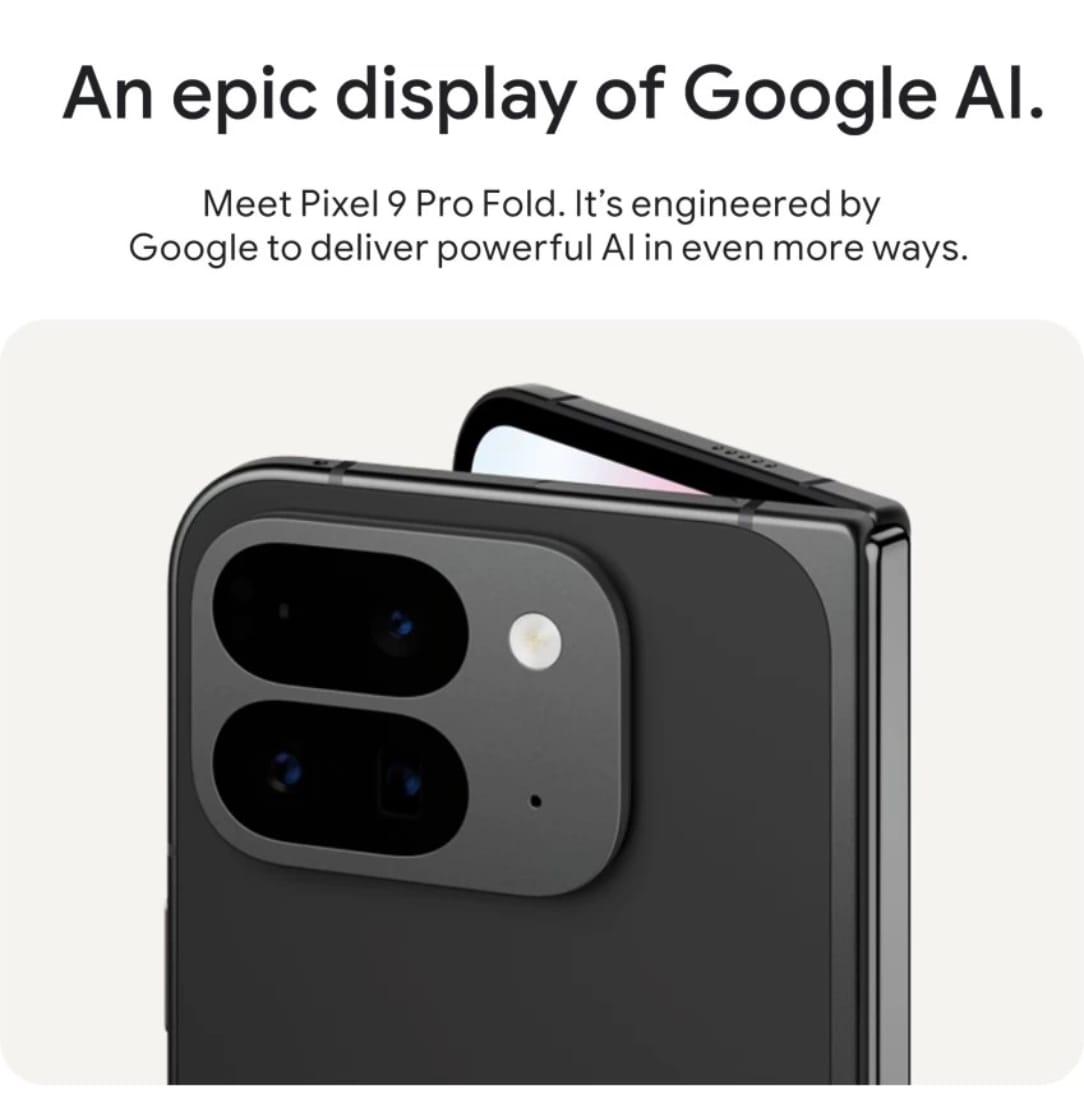 An epic display of Google AI.
Meet Pixel 9 Pro Fold. It’s engineered by
Google to deliver powerful AI in even more ways.